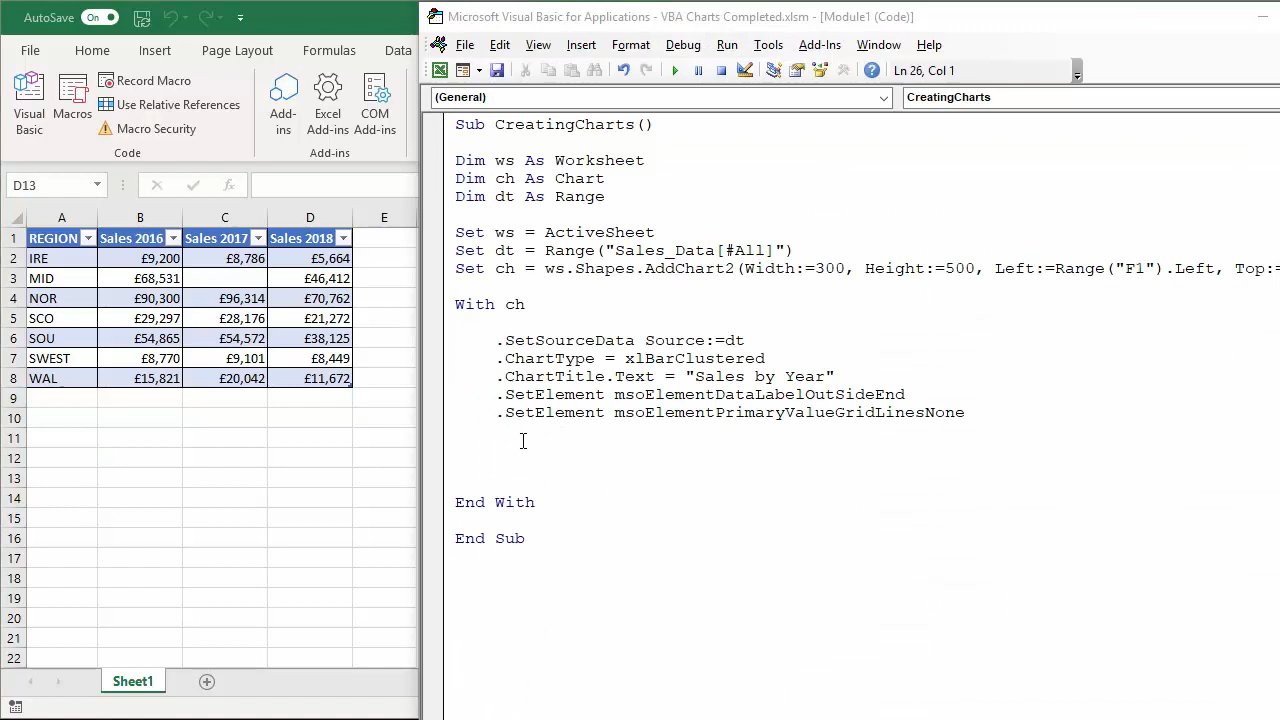 AutoSave On
File Home Insert Page Layout Formulas Data
Visual Basic
Macros
Record Macro
Use Relative References
Macro Security
Code
Add-ins
Excel Add-ins
COM Add-ins
Add-ins
D13
A B C D E
1 REGION Sales 2016 Sales 2017 Sales 2018
2 IRE £9,200 £8,786 £5,664
3 MID £68,531 £46,412
4 NOR £90,300 £96,314 £70,762
5 SCO £29,297 £28,176 £21,272
6 SOU £54,865 £54,572 £38,125
7 SWEST £8,770 £9,101 £8,449
8 WAL £15,821 £20,042 £11,672
9
10
11
12
13
14
15
16
17
18
19
20
21
22
Sheet1
Microsoft Visual Basic for Applications - VBA Charts Completed.xlsm - [Module1 (Code)]
File Edit View Insert Format Debug Run Tools Add-Ins Window Help
Ln 26, Col 1
(General) CreatingCharts
Sub CreatingCharts()
Dim ws As Worksheet
Dim ch As Chart
Dim dt As Range
Set ws = ActiveSheet
Set dt = Range("Sales_Data[#All]")
Set ch = ws.Shapes.AddChart2(Width:=300, Height:=500, Left:=Range("F1").Left, Top:=
With ch
.SetSourceData Source:=dt
.ChartType = xlBarClustered
.ChartTitle.Text = "Sales by Year"
.SetElement msoElementDataLabelOutSideEnd
.SetElement msoElementPrimaryValueGridLinesNone
End With
End Sub